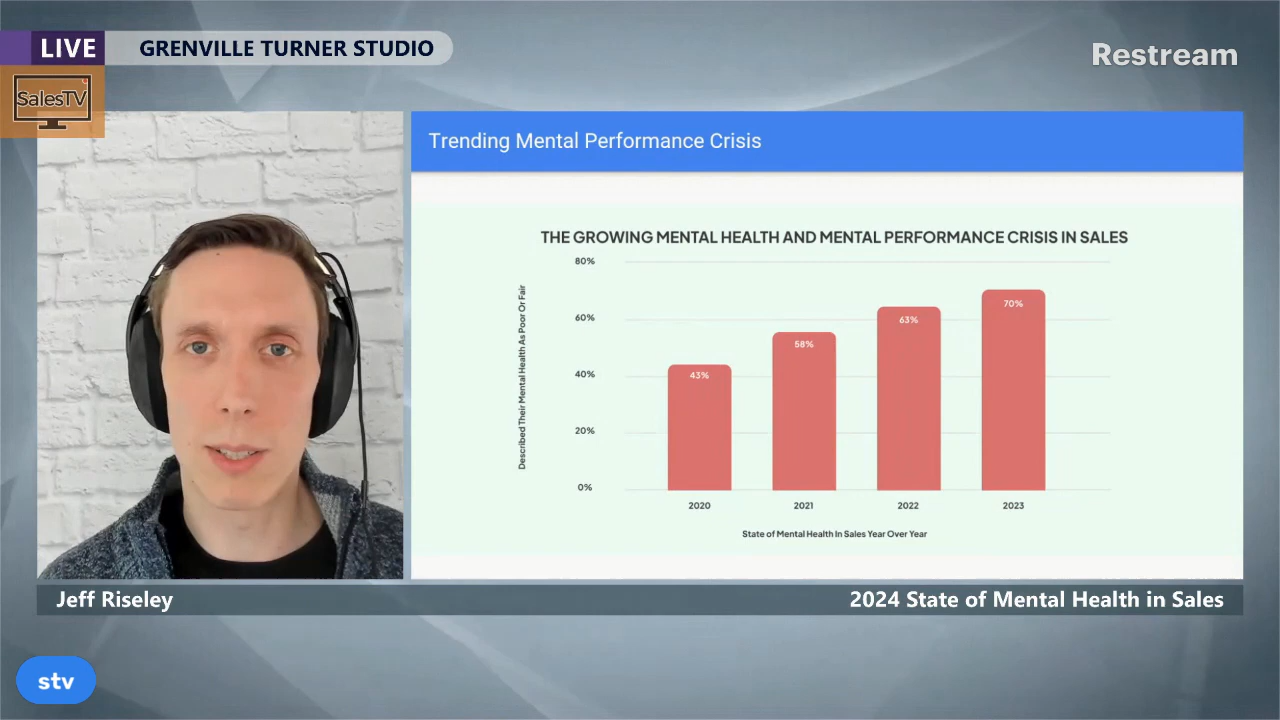 LIVE
GRENVILLE TURNER STUDIO
Restream
SalesTV
Trending Mental Performance Crisis
THE GROWING MENTAL HEALTH AND MENTAL PERFORMANCE CRISIS IN SALES
Described Their Mental Health As Poor Or Fair
80%
60%
40%
20%
0%
43%
58%
63%
70%
2020
2021
2022
2023
State of Mental Health In Sales Year Over Year
Jeff Riseley
2024 State of Mental Health in Sales
stv